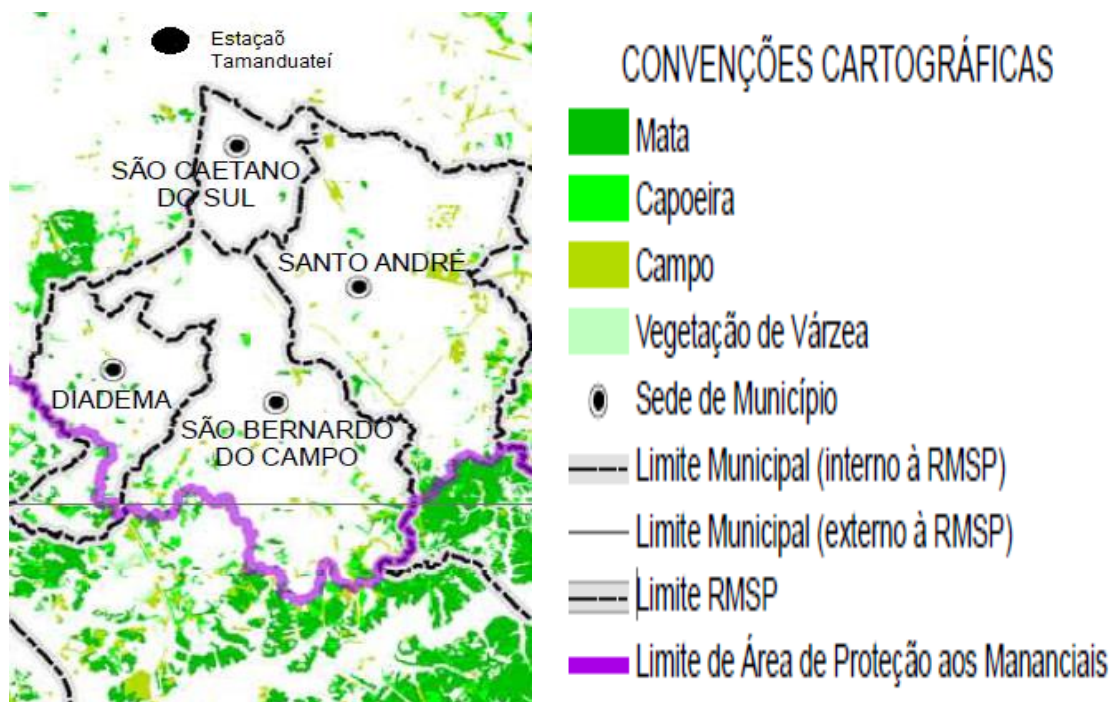 Estaçaõ
Tamanduateí
SÃO CAETANO
DO SUL
SANTO ANDRÉ
DIADEMA
SÃO BERNARDO
DO CAMPO
CONVENÇÕES CARTOGRÁFICAS
Mata
Capoeira
Campo
Vegetação de Várzea
Sede de Município
Limite Municipal (interno à RMSP)
Limite Municipal (externo à RMSP)
Limite RMSP
Limite de Área de Proteção aos Mananciais